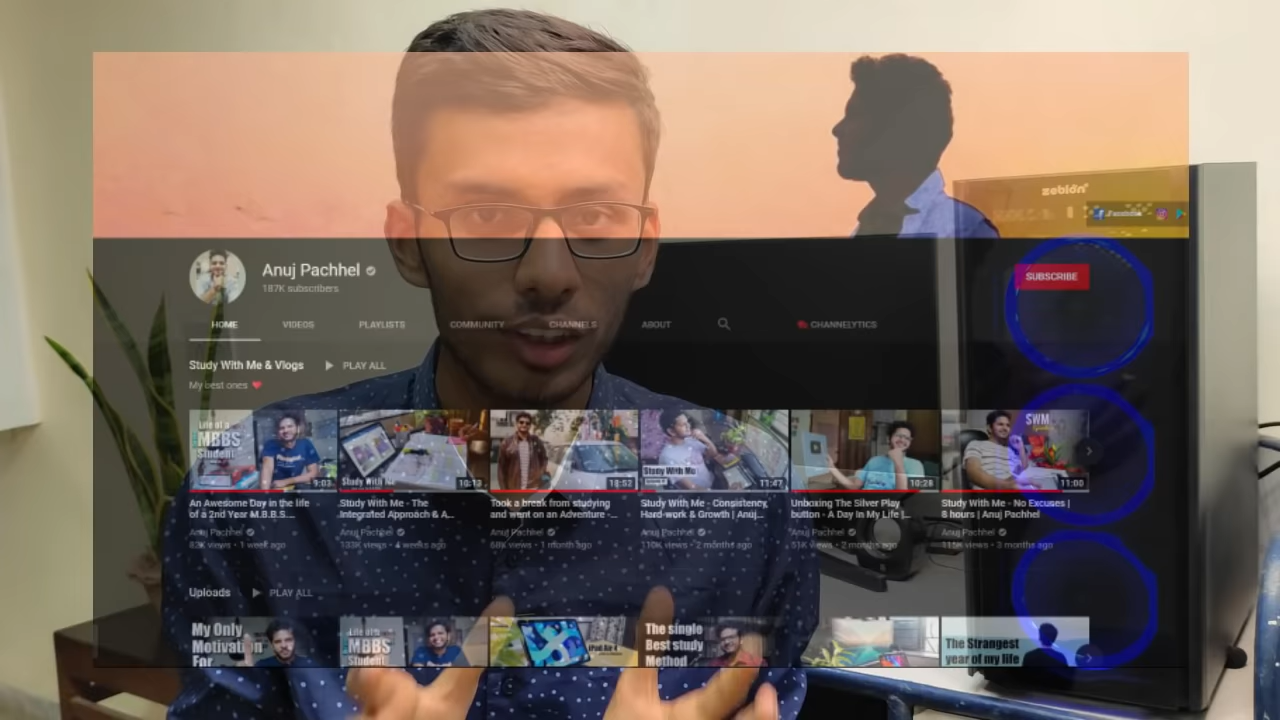 zebion
Anuj Pachhel
187K subscribers
SUBSCRIBE
HOME VIDEOS PLAYLISTS COMMUNITY CHANNELS ABOUT CHANNELYTICS
Study With Me & Vlogs PLAY ALL
My best ones
Life of a
MBBS
Student
Study With Me
Study With Me
SWM
9:03 10:13 18:52 11:47 10:28 11:00
An Awesome Day in the life
of a 2nd Year M.B.B.S....
Anuj Pachhel
83K views • 1 week ago
Study With Me - The
Integrated Approach & A...
Anuj Pachhel
133K views • 4 weeks ago
Took a break from studying
and went on an Adventure -...
Anuj Pachhel
68K views • 1 month ago
Study With Me - Consistency,
Hard-work & Growth | Anuj...
Anuj Pachhel
110K views • 2 months ago
Unboxing The Silver Play
button - A Day In My Life |...
Anuj Pachhel
51K views • 2 months ago
Study With Me - No Excuses |
8 hours | Anuj Pachhel
Anuj Pachhel
115K views • 3 months ago
Uploads PLAY ALL
My Only
Motivation
For
Life of a
MBBS
Student
iPad Air 4
The single
Best study
Method
The Strangest
year of my life